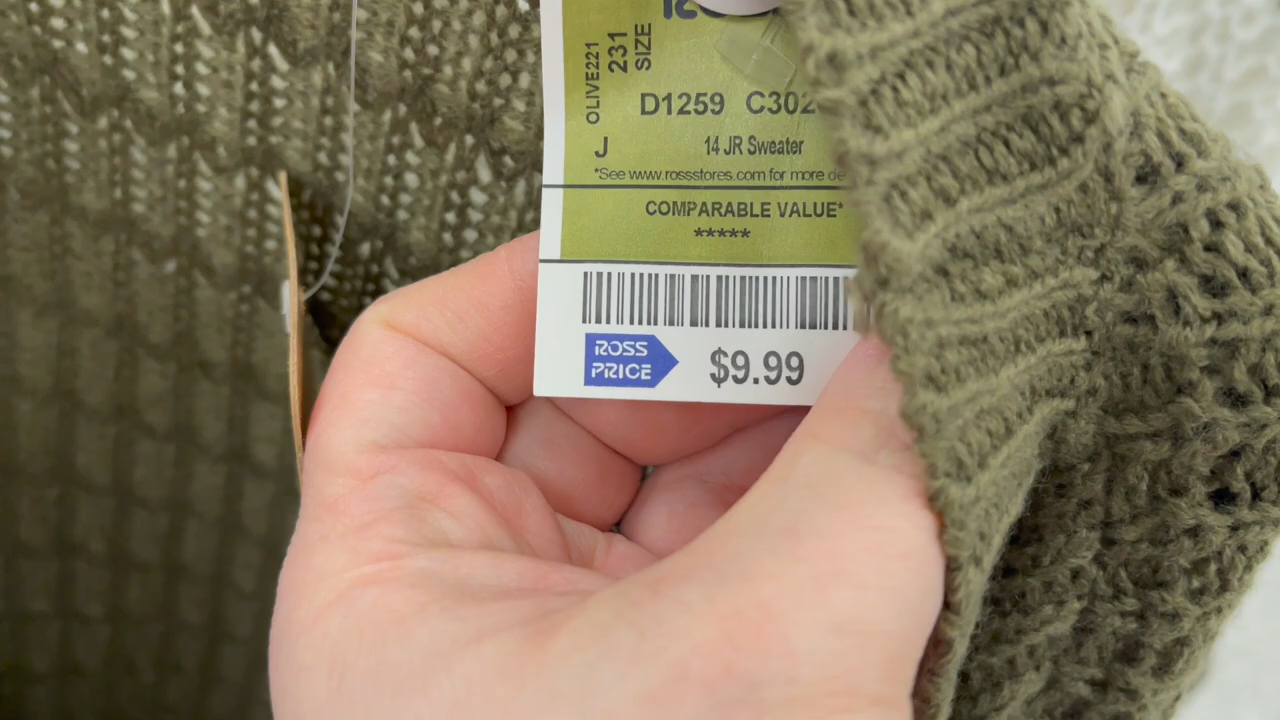 OLIVE221
231
SIZE
D1259 C302
J 14 JR Sweater
*See www.rossstores.com for more de
COMPARABLE VALUE*
*****
ROSS
PRICE
$9.99